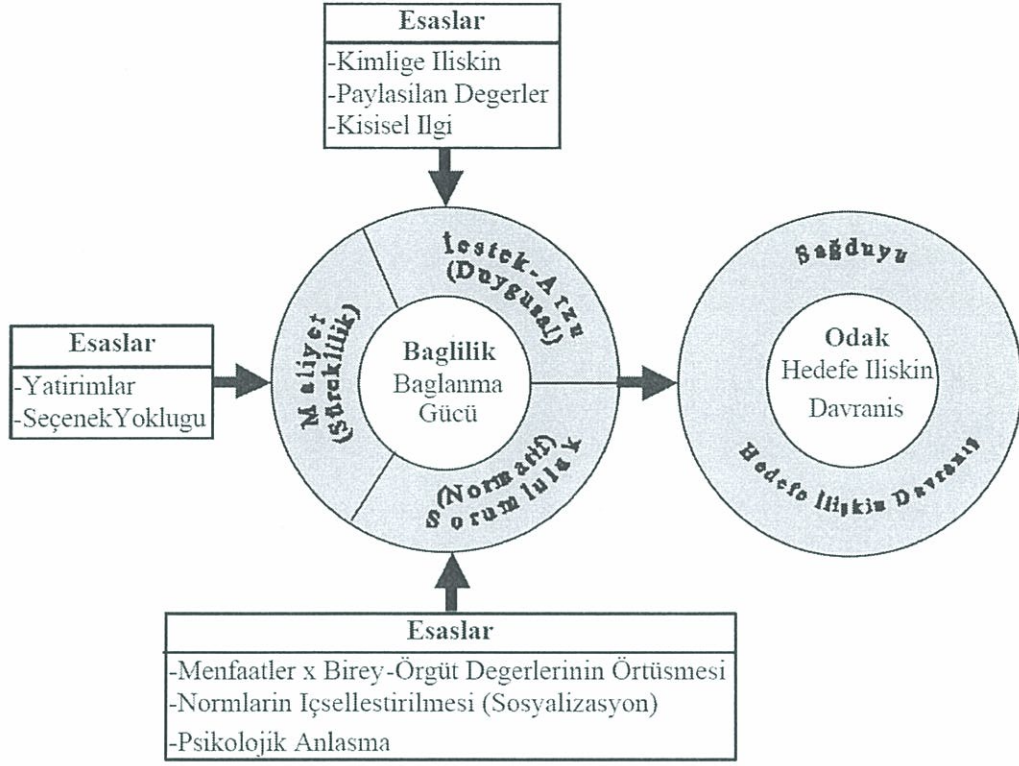 Esaslar
-Kimlige Iliskin
-Paylasilan Degerler
-Kisisel Ilgi
İestek-Arzu
(Duygusal)
Maliyet
(Süreklilik)
Baglilik
Baglanma
Gücü
(Normatif)
Sorumluluk
Esaslar
-Yatirimlar
-SeçenekYoklugu
Sağduyu
Odak
Hedefe Iliskin
Davranis
Hedefe İlişkin Davranış
Esaslar
-Menfaatler x Birey-Örgüt Degerlerinin Örtüsmesi
-Normlarin Içsellestirilmesi (Sosyalizasyon)
-Psikolojik Anlasma